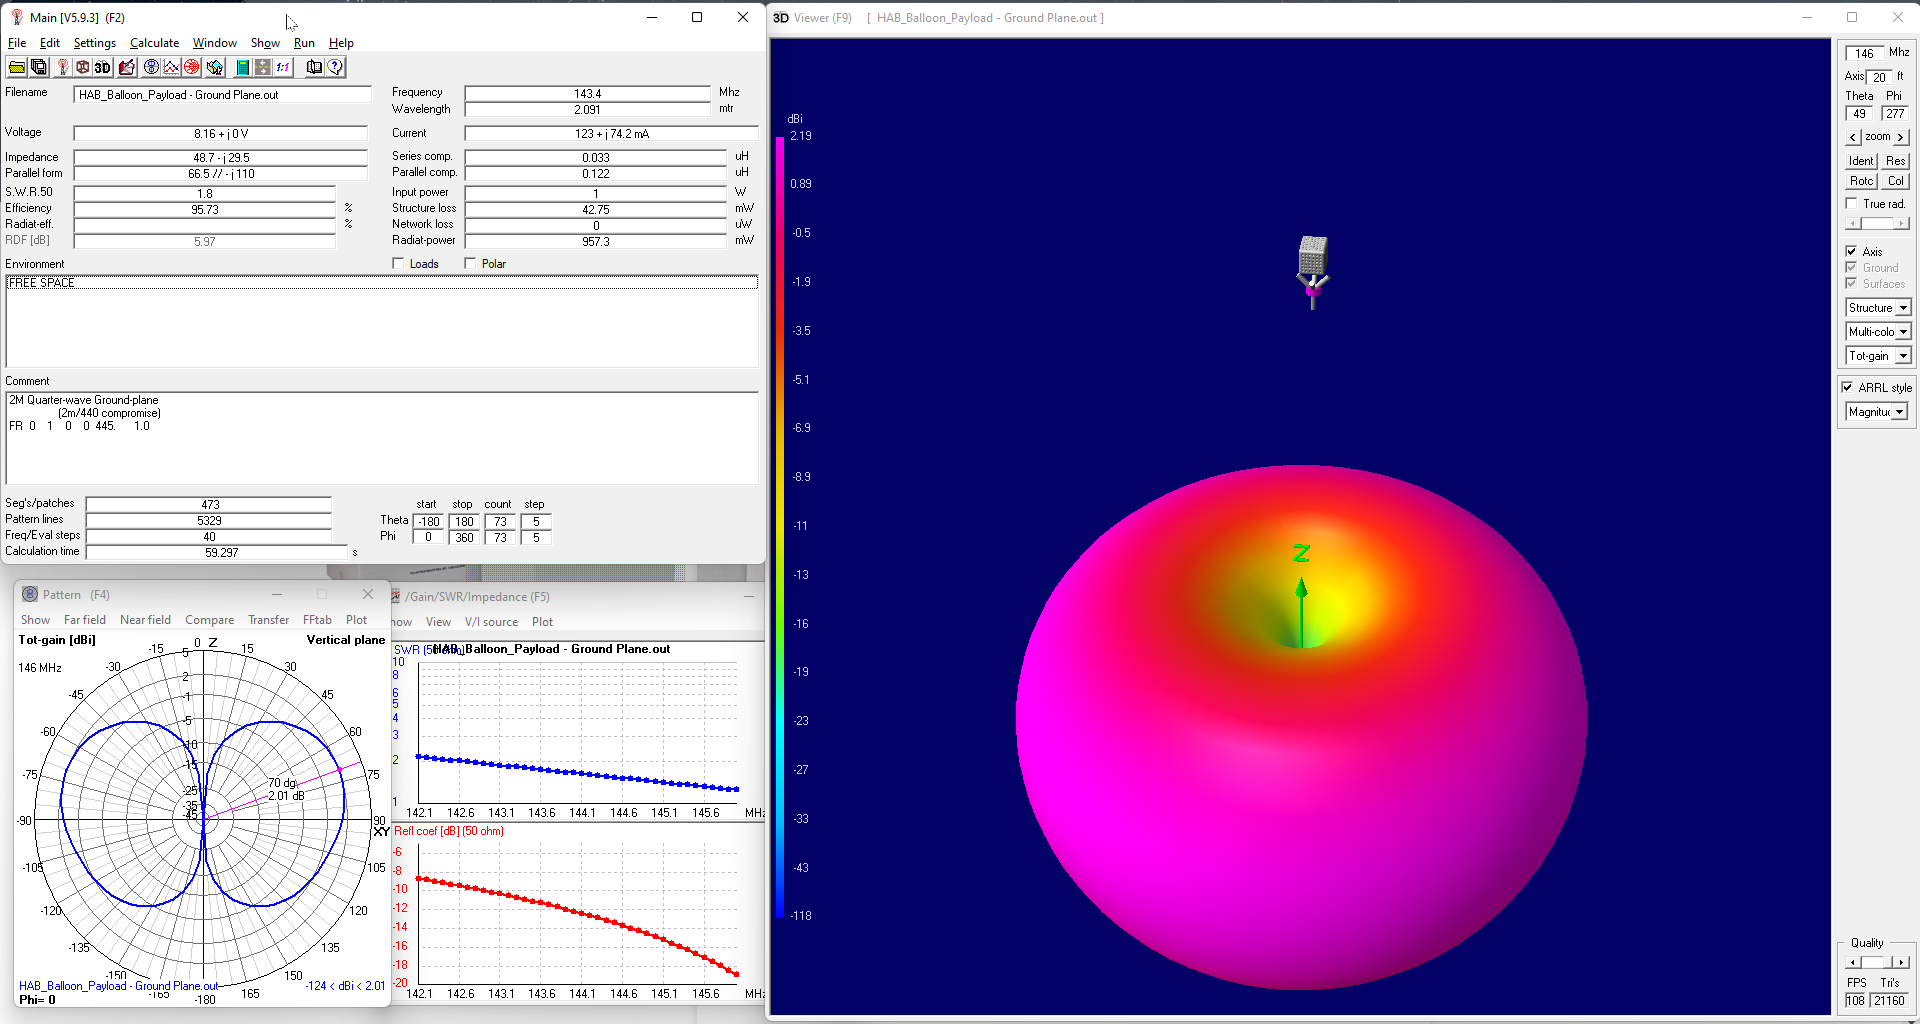 Main [V5.9.3] (F2)
File Edit Settings Calculate Window Show Run Help
3D 1:1
Filename HAB_Balloon_Payload - Ground Plane.out
Frequency 143.4 Mhz
Wavelength 2.091 mtr
Voltage 8.16 + j 0 V
Current 123 + j 74.2 mA
Impedance 48.7 - j 29.5
Series comp. 0.033 uH
Parallel form 66.5 // - j 110
Parallel comp. 0.122 uH
S.W.R.50 1.8
Input power 1 W
Efficiency 95.73 %
Structure loss 42.75 mW
Radiat-eff. %
Network loss 0 uW
RDF [dB] 5.97
Radiat-power 957.3 mW
Environment
Loads Polar
FREE SPACE
Comment
2M Quarter-wave Ground-plane
(2m/440 compromise)
FR 0 1 0 0 445. 1.0
Seg's/patches 473
Pattern lines 5329
Freq/Eval steps 40
Calculation time 59.297 s
start stop count step
Theta -180 180 73 5
Phi 0 360 73 5
Pattern (F4)
Show Far field Near field Compare Transfer FFtab Plot
Tot-gain [dBi]
Vertical plane
146 MHz
0 Z
-15 15
-30 30
-45 45
-60 60
-75 75
-90 90
XY
-105 105
-120 120
-135 135
-150 150
-165 165
-180
5
2
-1
-5
-10
-15
-25
-35
-45
70 dg
2.01 dB
HAB_Balloon_Payload - Ground Plane.out
-124 < dBi < 2.01
Phi= 0
/Gain/SWR/Impedance (F5)
how View V/I source Plot
HAB_Balloon_Payload - Ground Plane.out
10
8
6
5
4
3
2
1
142.1 142.6 143.1 143.6 144.1 144.6 145.1 145.6 MHz
Refl coef [dB] (50 ohm)
-6
-8
-10
-12
-14
-16
-18
-20
142.1 142.6 143.1 143.6 144.1 144.6 145.1 145.6 MHz
3D Viewer (F9) [ HAB_Balloon_Payload - Ground Plane.out ]
dBi
2.19
0.89
-0.5
-1.9
-3.5
-5.1
-6.9
-8.9
-11
-13
-16
-19
-23
-27
-33
-43
-118
Z
146 Mhz
Axis 20 ft
Theta Phi
49 277
< zoom >
Ident Res
Rotc Col
True rad.
Axis
Ground
Surfaces
Structure
Multi-colo
Tot-gain
ARRL style
Magnituc
Quality
FPS Tri's
108 21160